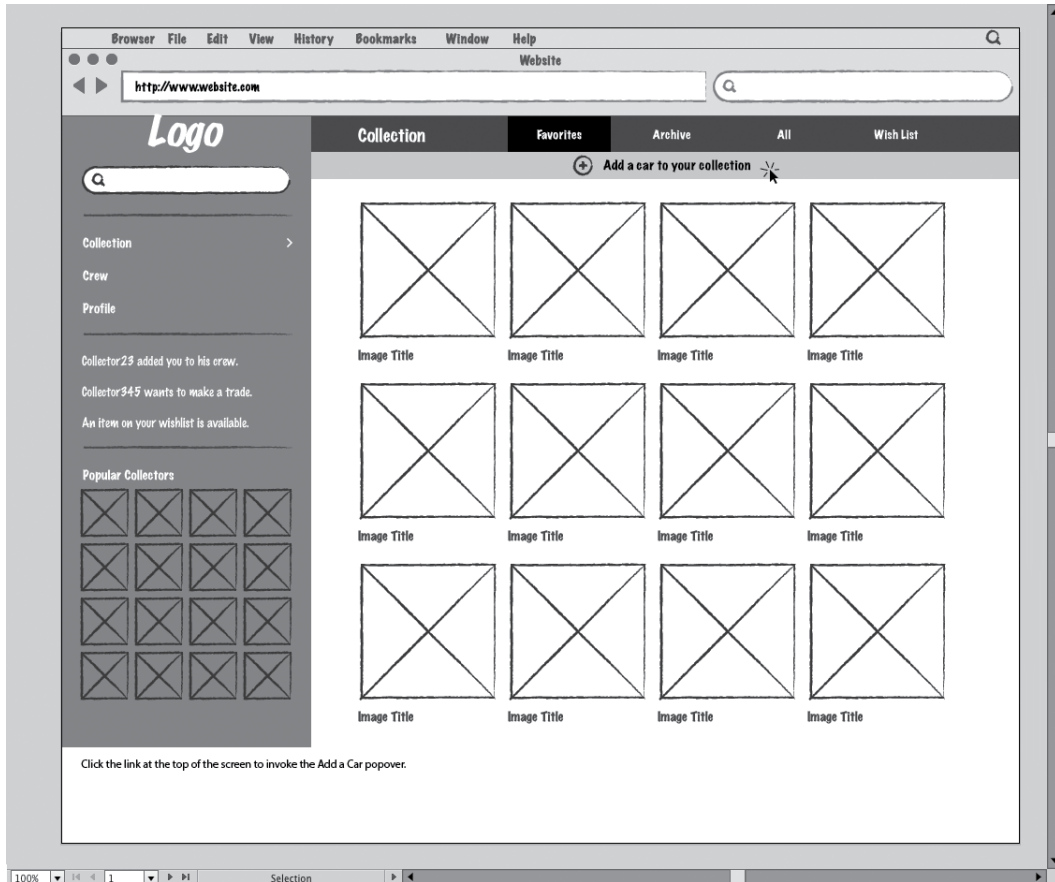 Browser File Edit View History Bookmarks Window Help
Website
http://www.website.com
Logo
Collection Favorites Archive All Wish List
Add a car to your collection
Collection
Crew
Profile
Collector23 added you to his crew.
Collector345 wants to make a trade.
An item on your wishlist is available.
Popular Collectors
Image Title Image Title Image Title Image Title
Image Title Image Title Image Title Image Title
Image Title Image Title Image Title Image Title
Click the link at the top of the screen to invoke the Add a Car popover.
100% 1 Selection